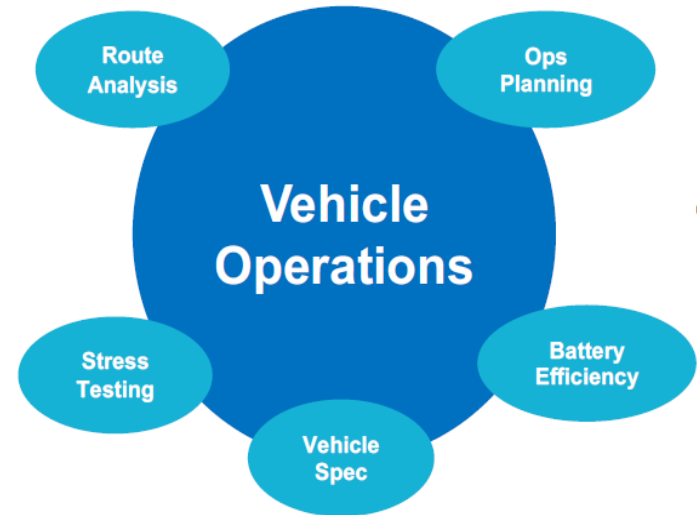 Route
Analysis
Ops
Planning
Vehicle
Operations
Stress
Testing
Battery
Efficiency
Vehicle
Spec